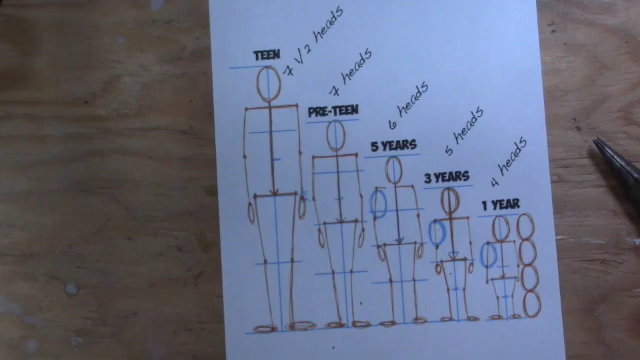 TEEN
7 1/2 heads
PRE-TEEN
7 heads
5 YEARS
6 heads
3 YEARS
5 heads
1 YEAR
4 heads